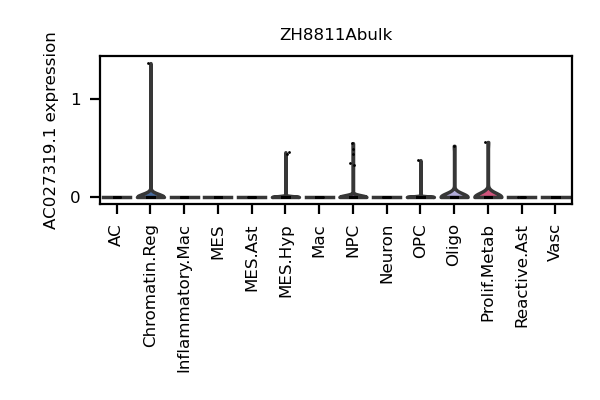 ZH8811Abulk
AC027319.1 expression
1
0
AC
Chromatin.Reg
Inflammatory.Mac
MES
MES.Ast
MES.Hyp
Mac
NPC
Neuron
OPC
Oligo
Prolif.Metab
Reactive.Ast
Vasc